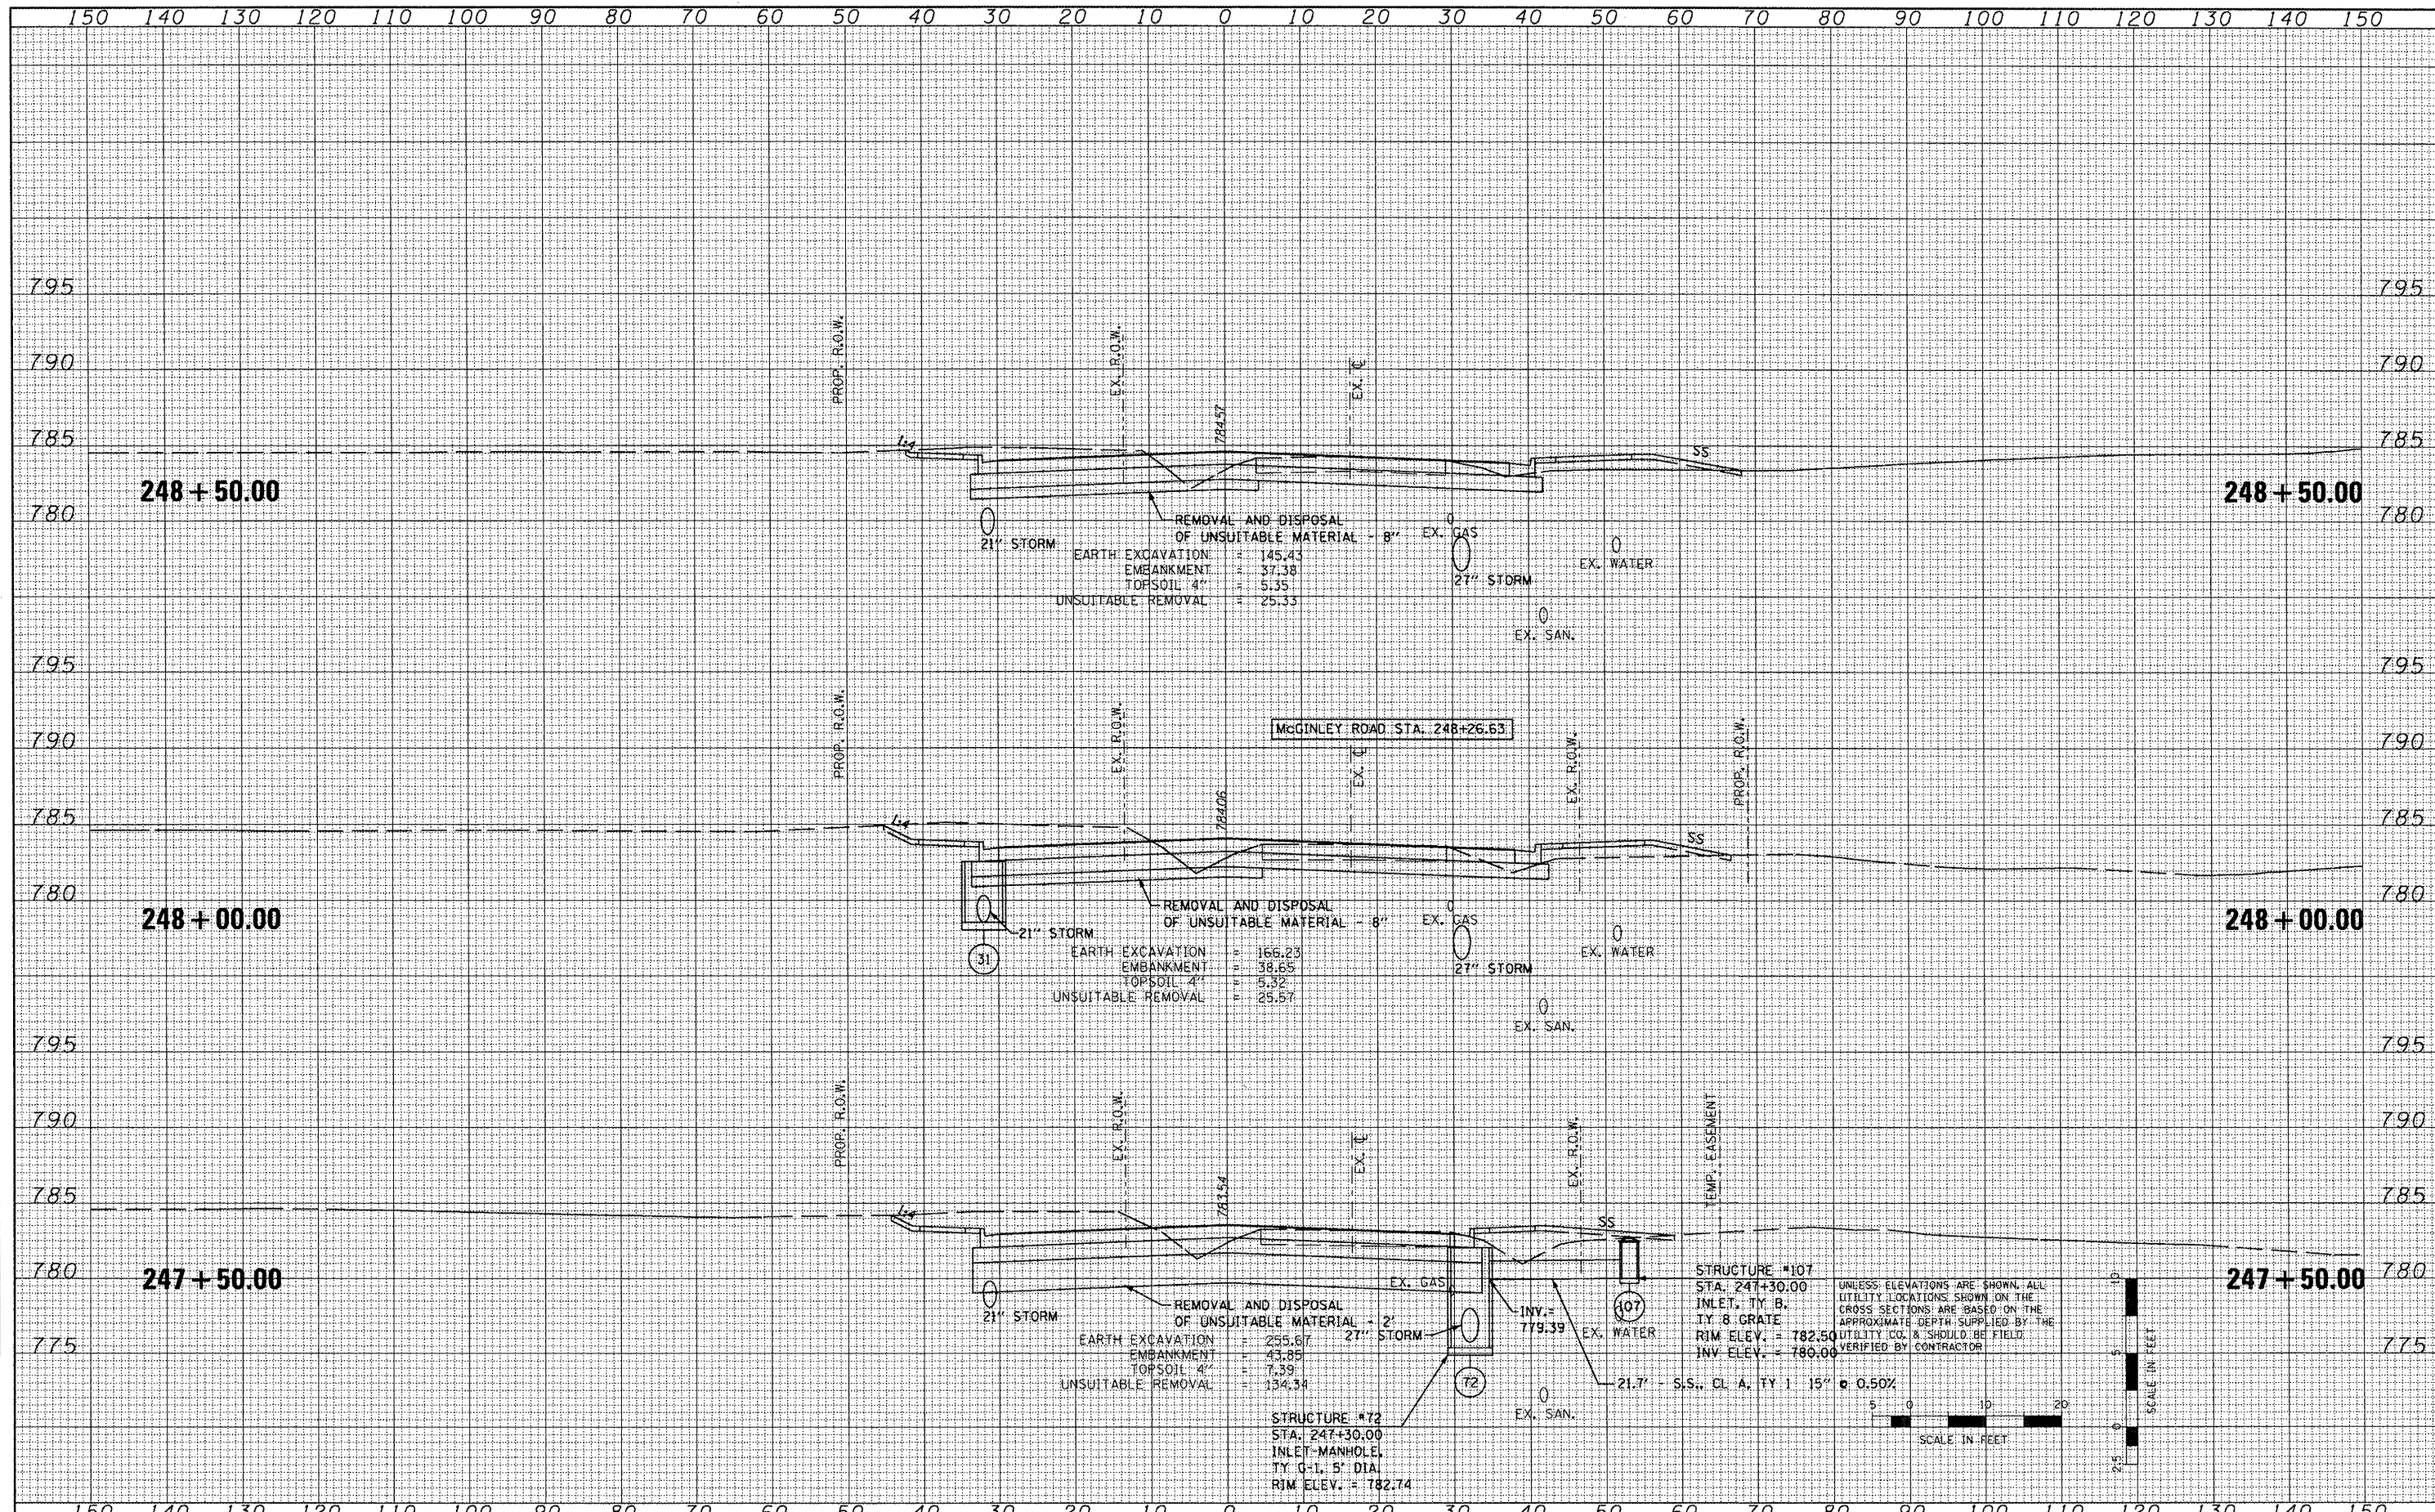 150 140 130 120 110 100 90 80 70 60 50 40 30 20 10 0 10 20 30 40 50 60 70 80 90 100 110 120 130 140 150
795 795
PROP. R.O.W.
EX. R.O.W.
EX. ℄
790 790
784.57
785 785
1:4
SS
248+50.00 248+50.00
780 780
REMOVAL AND DISPOSAL
OF UNSUITABLE MATERIAL - 8"
EX. GAS
21" STORM
EARTH EXCAVATION = 145.43
EMBANKMENT = 37.38
TOPSOIL 4" = 5.35
UNSUITABLE REMOVAL = 25.33
27" STORM
EX. WATER
EX. SAN.
795 795
PROP. R.O.W.
EX. R.O.W.
McGINLEY ROAD STA. 248+26.63
EX. ℄
EX. R.O.W.
PROP. R.O.W.
790 790
784.06
785 785
1:4
SS
780 780
248+00.00 248+00.00
REMOVAL AND DISPOSAL
OF UNSUITABLE MATERIAL - 8"
EX. GAS
21" STORM
31
EARTH EXCAVATION = 166.23
EMBANKMENT = 38.65
TOPSOIL 4" = 5.32
UNSUITABLE REMOVAL = 25.57
27" STORM
EX. WATER
EX. SAN.
795 795
PROP. R.O.W.
EX. R.O.W.
EX. ℄
EX. R.O.W.
TEMP. EASEMENT
790 790
783.54
785 785
1:4
SS
780 780
247+50.00 247+50.00
EX. GAS
21" STORM
REMOVAL AND DISPOSAL
OF UNSUITABLE MATERIAL - 2'
27" STORM
EARTH EXCAVATION = 255.67
EMBANKMENT = 43.85
TOPSOIL 4" = 7.39
UNSUITABLE REMOVAL = 134.34
INV.=
779.39
107
EX. WATER
STRUCTURE #107
STA. 247+30.00
INLET, TY B,
TY 8 GRATE
RIM ELEV. = 782.50
INV ELEV. = 780.00
UNLESS ELEVATIONS ARE SHOWN, ALL
UTILITY LOCATIONS SHOWN ON THE
CROSS SECTIONS ARE BASED ON THE
APPROXIMATE DEPTH SUPPLIED BY THE
UTILITY CO. & SHOULD BE FIELD
VERIFIED BY CONTRACTOR
775 775
72
21.7' - S.S., CL A, TY 1 15" @ 0.50%
EX. SAN.
STRUCTURE #72
STA. 247+30.00
INLET-MANHOLE,
TY G-1, 5' DIA.
RIM ELEV. = 782.74
5 0 10 20
SCALE IN FEET
10
5
0
2.5
SCALE IN FEET
150 140 130 120 110 100 90 80 70 60 50 40 30 20 10 0 10 20 30 40 50 60 70 80 90 100 110 120 130 140 150